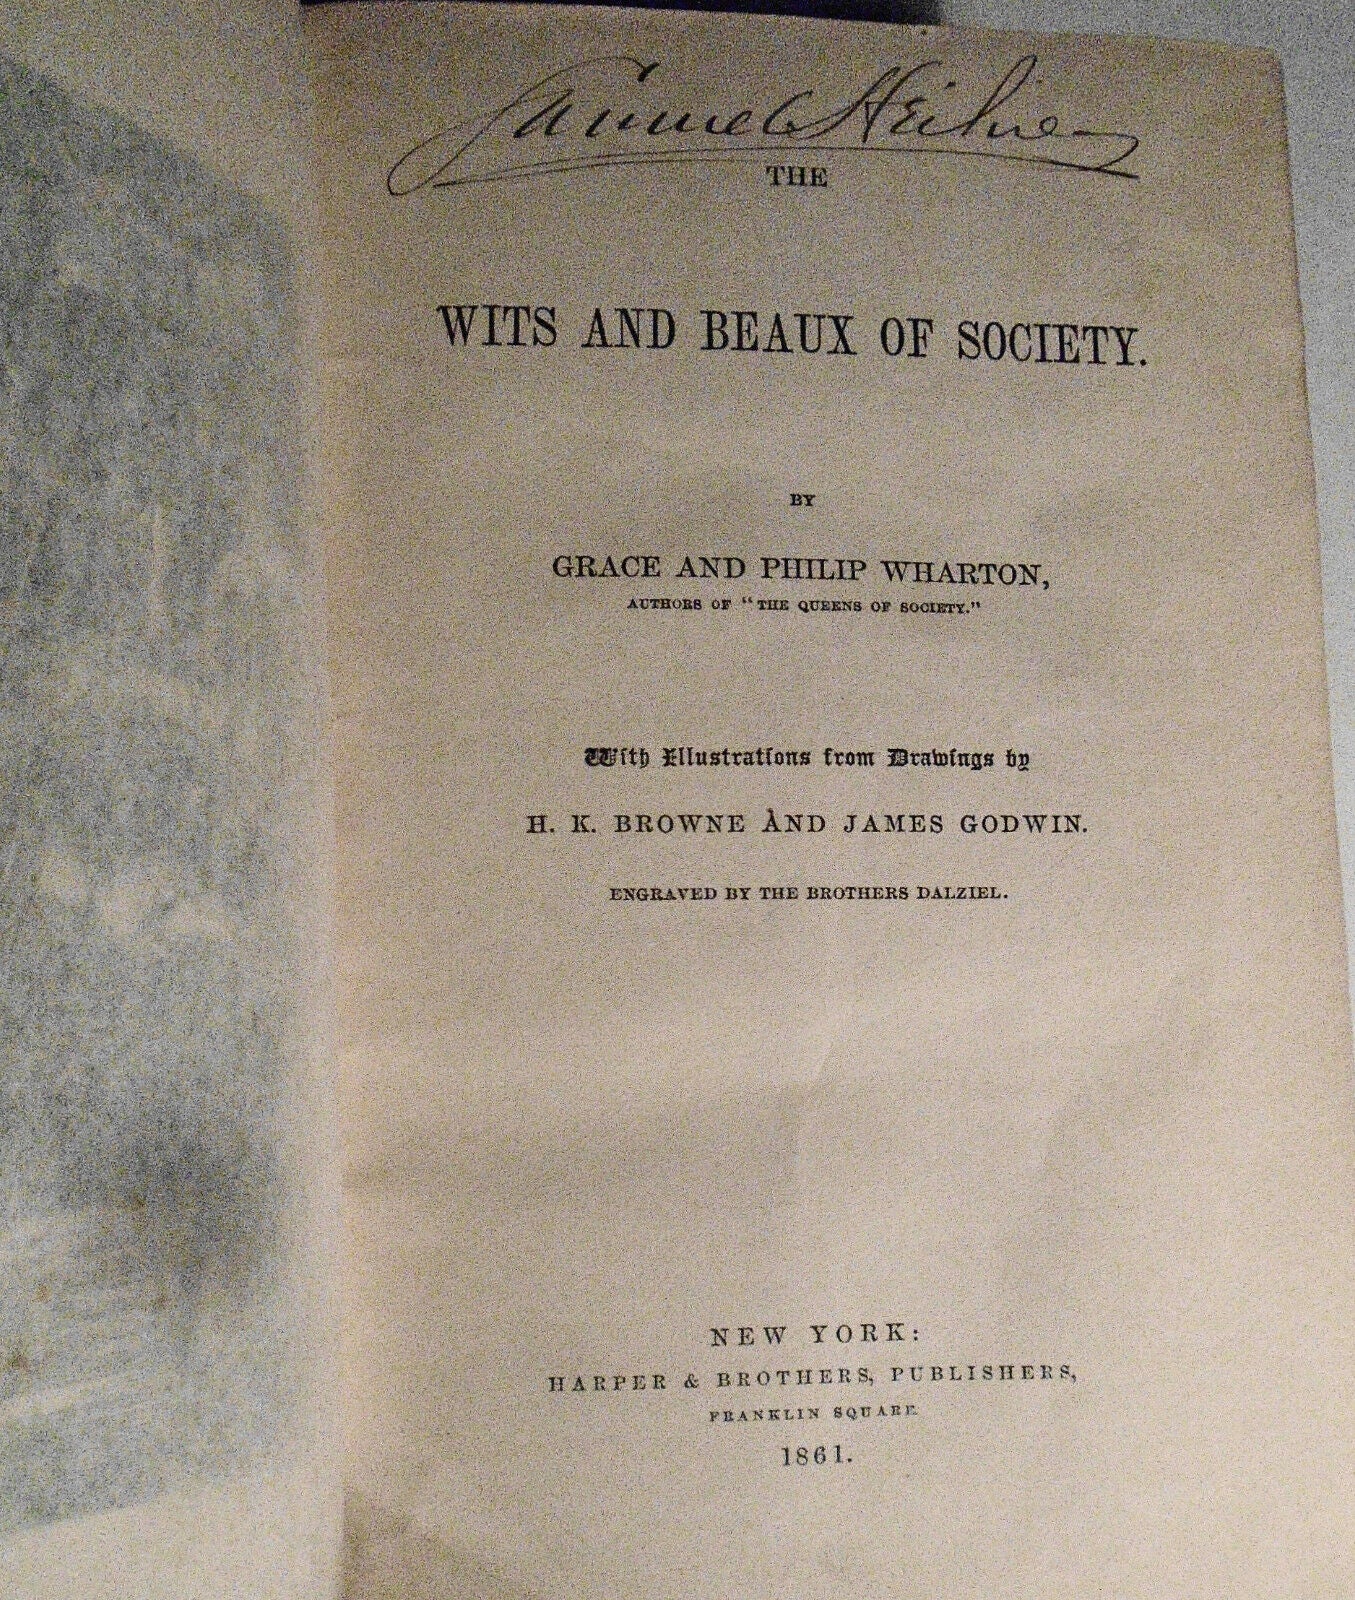 Samuel
THE
WITS AND BEAUX OF SOCIETY.
BY
GRACE AND PHILIP WHARTON,
AUTHORS OF "THE QUEENS OF SOCIETY."
With Illustrations from Drawings by
H. K. BROWNE AND JAMES GODWIN.
ENGRAVED BY THE BROTHERS DALZIEL.
NEW YORK:
HARPER & BROTHERS, PUBLISHERS,
FRANKLIN SQUARE
1861.